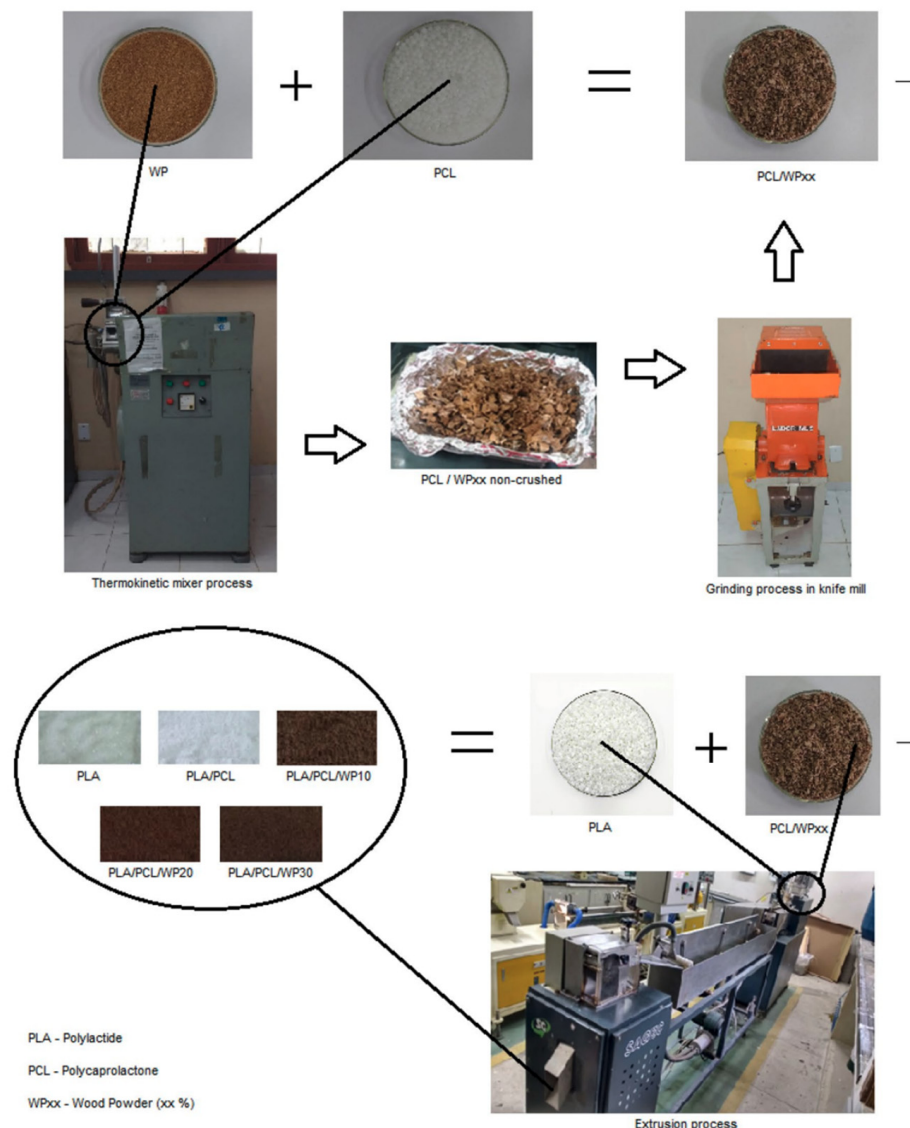 +
=
WP
PCL
PCL/WPxx
Thermokinetic mixer process
PCL / WPxx non-crushed
Grinding process in knife mill
=
+
PLA
PLA/PCL
PLA/PCL/WP10
PLA
PCL/WPxx
PLA/PCL/WP20
PLA/PCL/WP30
PLA - Polylactide
PCL - Polycaprolactone
WPxx - Wood Powder (xx %)
Extrusion process